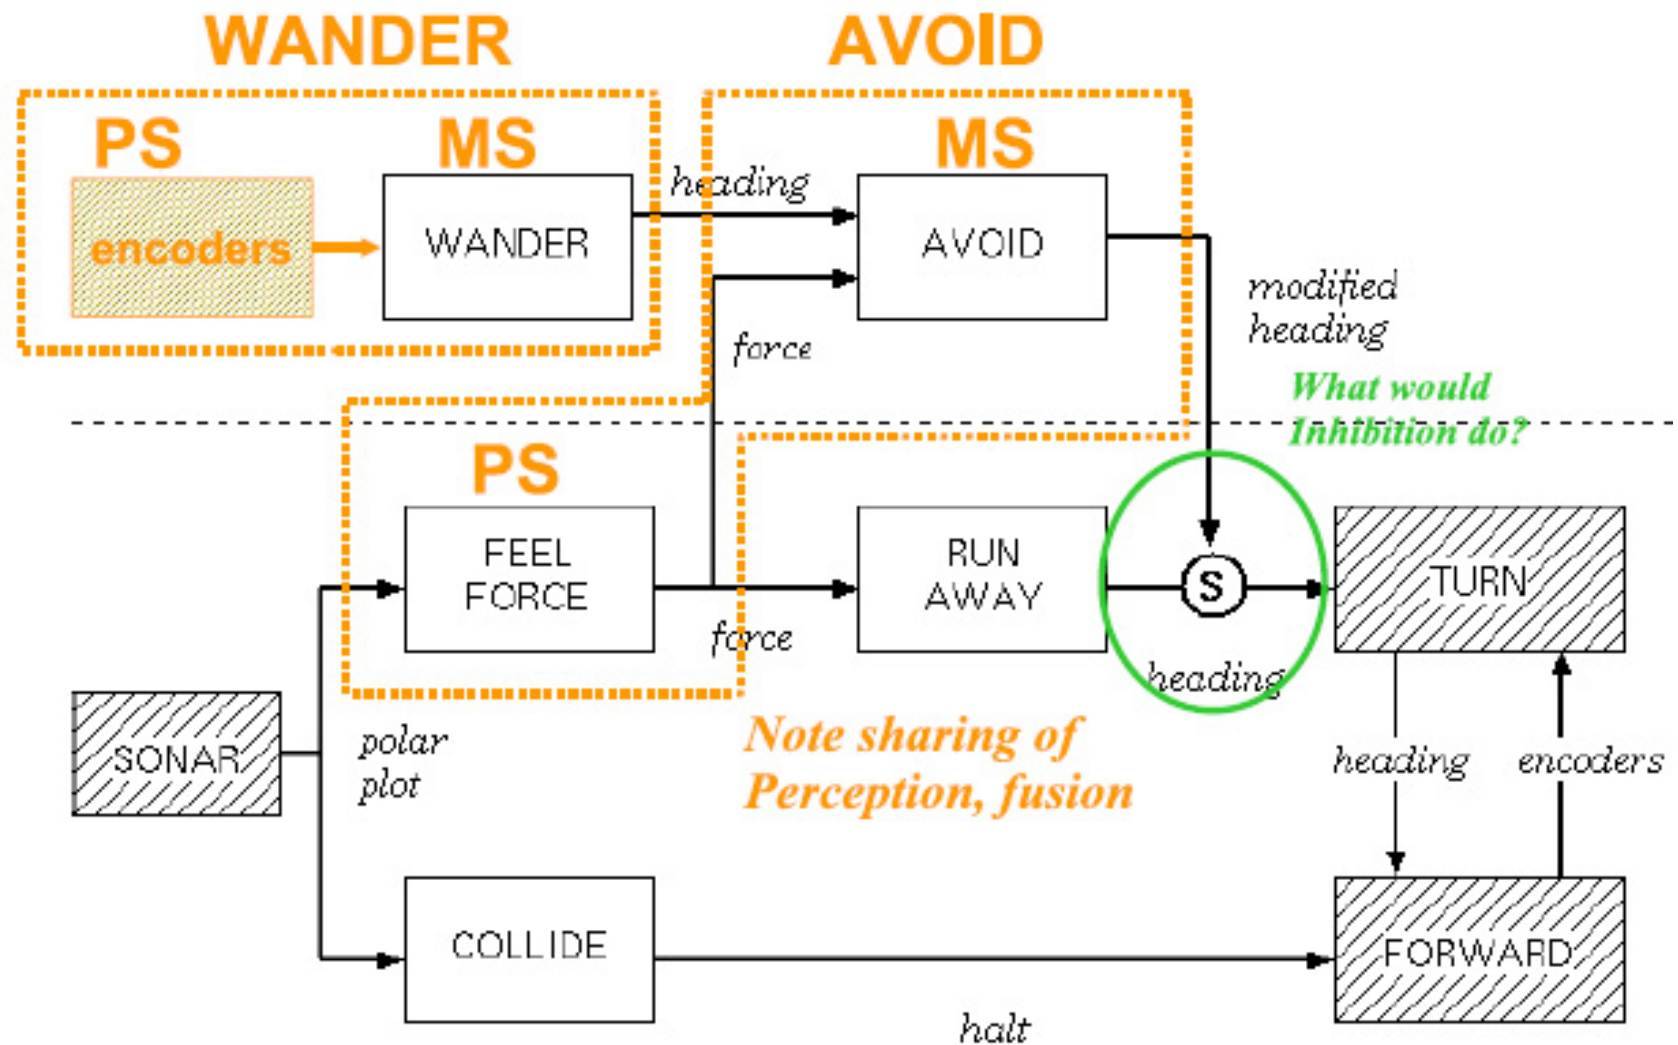 WANDER
AVOID
PS
MS
MS
heading
encoders
WANDER
AVOID
modified
heading
force
What would
Inhibition do?
PS
FEEL
FORCE
RUN
AWAY
S
TURN
force
heading
SONAR
polar
plot
Note sharing of
Perception, fusion
heading
encoders
COLLIDE
FORWARD
halt